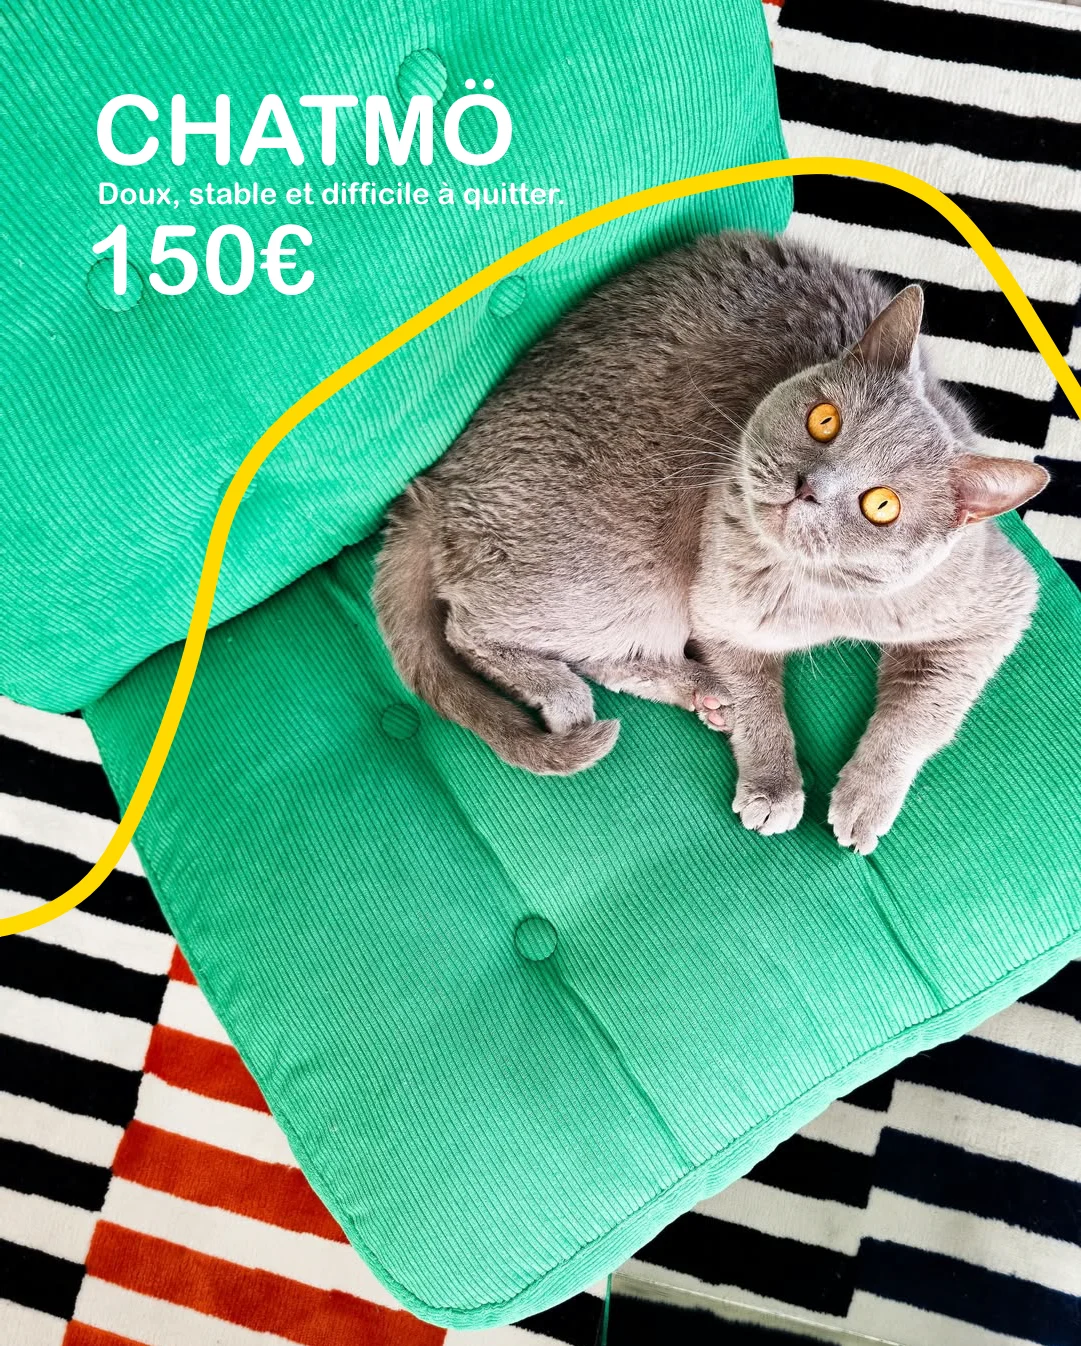 CHATMÖ
Doux, stable et difficile à quitter.
150€